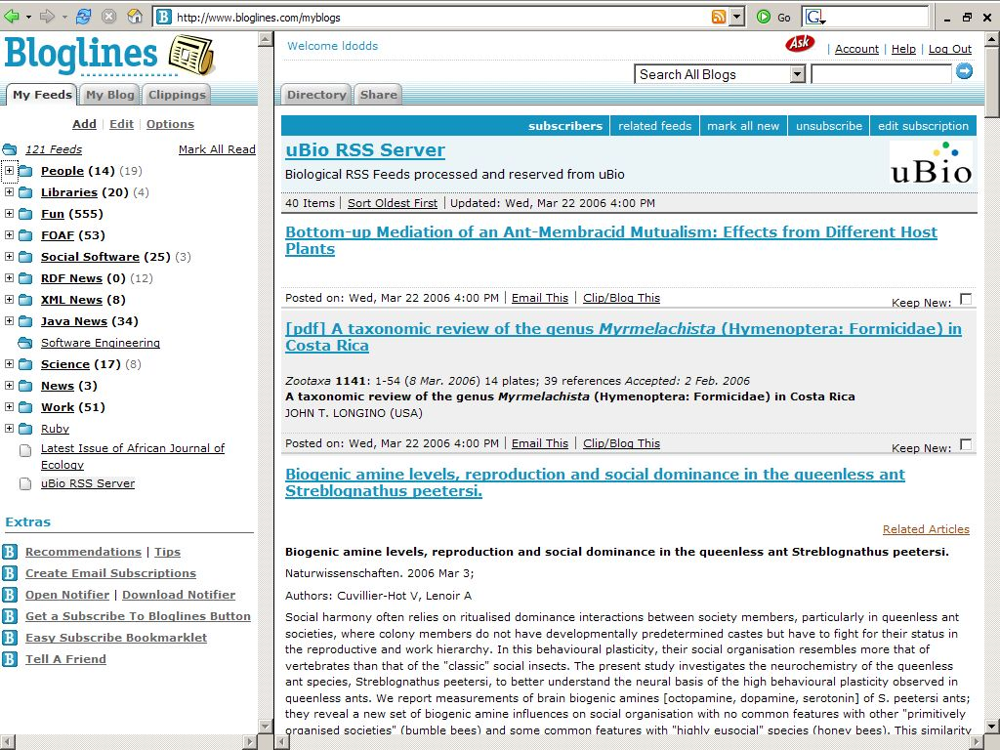 http://www.bloglines.com/myblogs
Go
G
Bloglines
My Feeds My Blog Clippings
Add | Edit | Options
121 Feeds Mark All Read
People (14) (19)
Libraries (20) (4)
Fun (555)
FOAF (53)
Social Software (25) (3)
RDF News (0) (12)
XML News (8)
Java News (34)
Software Engineering
Science (17) (8)
News (3)
Work (51)
Ruby
Latest Issue of African Journal of
Ecology
uBio RSS Server
Extras
B Recommendations | Tips
B Create Email Subscriptions
B Open Notifier | Download Notifier
B Get a Subscribe To Bloglines Button
B Easy Subscribe Bookmarklet
B Tell A Friend
Welcome ldodds
Ask | Account | Help | Log Out
Search All Blogs
Directory Share
subscribers related feeds mark all new unsubscribe edit subscription
uBio RSS Server
Biological RSS Feeds processed and reserved from uBio
uBio
40 Items | Sort Oldest First | Updated: Wed, Mar 22 2006 4:00 PM
Bottom-up Mediation of an Ant-Membracid Mutualism: Effects from Different Host
Plants
Posted on: Wed, Mar 22 2006 4:00 PM | Email This | Clip/Blog This Keep New:
[pdf] A taxonomic review of the genus Myrmelachista (Hymenoptera: Formicidae) in
Costa Rica
Zootaxa 1141: 1-54 (8 Mar. 2006) 14 plates; 39 references Accepted: 2 Feb. 2006
A taxonomic review of the genus Myrmelachista (Hymenoptera: Formicidae) in Costa Rica
JOHN T. LONGINO (USA)
Posted on: Wed, Mar 22 2006 4:00 PM | Email This | Clip/Blog This Keep New:
Biogenic amine levels, reproduction and social dominance in the queenless ant
Streblognathus peetersi.
Related Articles
Biogenic amine levels, reproduction and social dominance in the queenless ant Streblognathus peetersi.
Naturwissenschaften. 2006 Mar 3;
Authors: Cuvillier-Hot V, Lenoir A
Social harmony often relies on ritualised dominance interactions between society members, particularly in queenless ant
societies, where colony members do not have developmentally predetermined castes but have to fight for their status in
the reproductive and work hierarchy. In this behavioural plasticity, their social organisation resembles more that of
vertebrates than that of the "classic" social insects. The present study investigates the neurochemistry of the queenless
ant species, Streblognathus peetersi, to better understand the neural basis of the high behavioural plasticity observed in
queenless ants. We report measurements of brain biogenic amines [octopamine, dopamine, serotonin] of S. peetersi ants;
they reveal a new set of biogenic amine influences on social organisation with no common features with other "primitively
organised societies" (bumble bees) and some common features with "highly eusocial" species (honey bees). This similarity